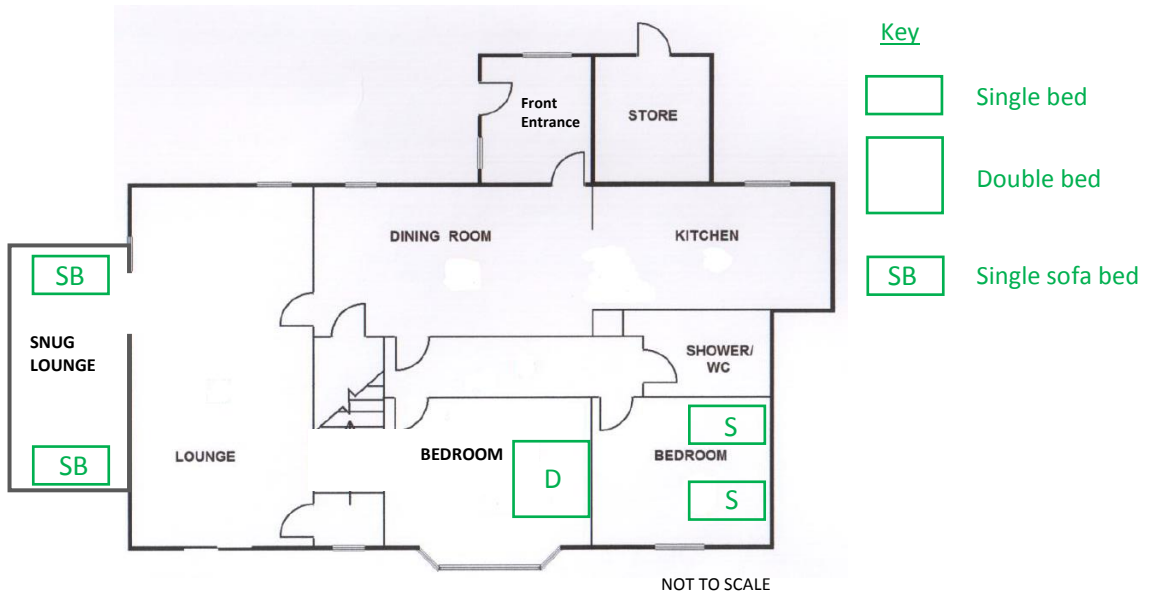 Key
Single bed
Double bed
SB
Single sofa bed
Front
Entrance
STORE
DINING ROOM
KITCHEN
SB
SNUG
LOUNGE
SHOWER/
WC
SB
LOUNGE
BEDROOM
D
S
BEDROOM
S
NOT TO SCALE